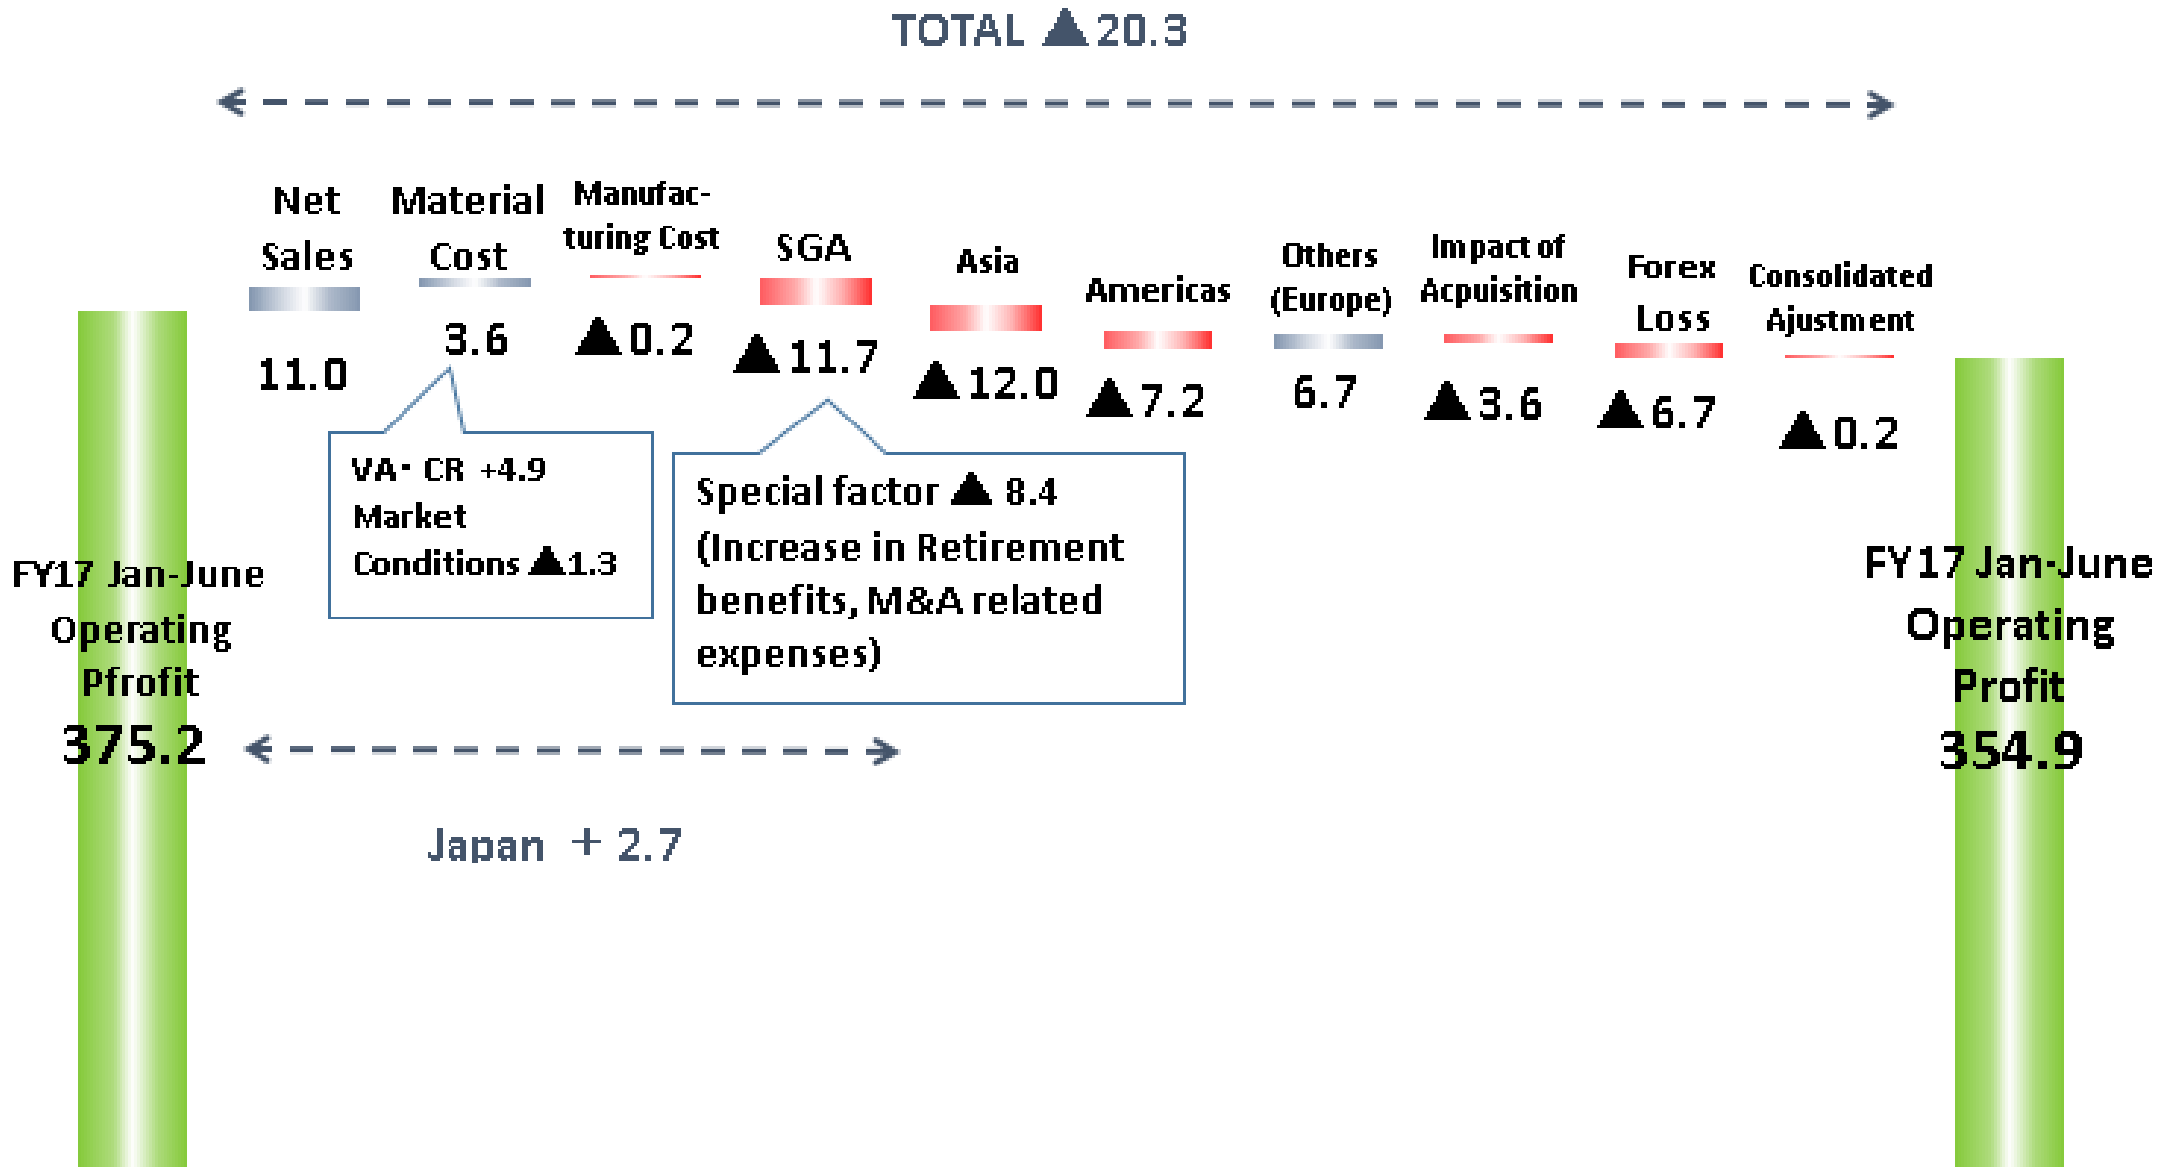 TOTAL ▲20.3
Net
Sales
11.0
Material
Cost
3.6
Manufac-
turing Cost
▲0.2
SGA
▲11.7
Asia
▲12.0
Americas
▲7.2
Others
(Europe)
6.7
Impact of
Acpuisition
▲3.6
Forex
Loss
▲6.7
Consolidated
Ajustment
▲0.2
VA· CR +4.9
Market
Conditions ▲1.3
Special factor ▲ 8.4
(Increase in Retirement
benefits, M&A related
expenses)
FY17 Jan-June
Operating
Pfrofit
375.2
FY17 Jan-June
Operating
Profit
354.9
Japan + 2.7